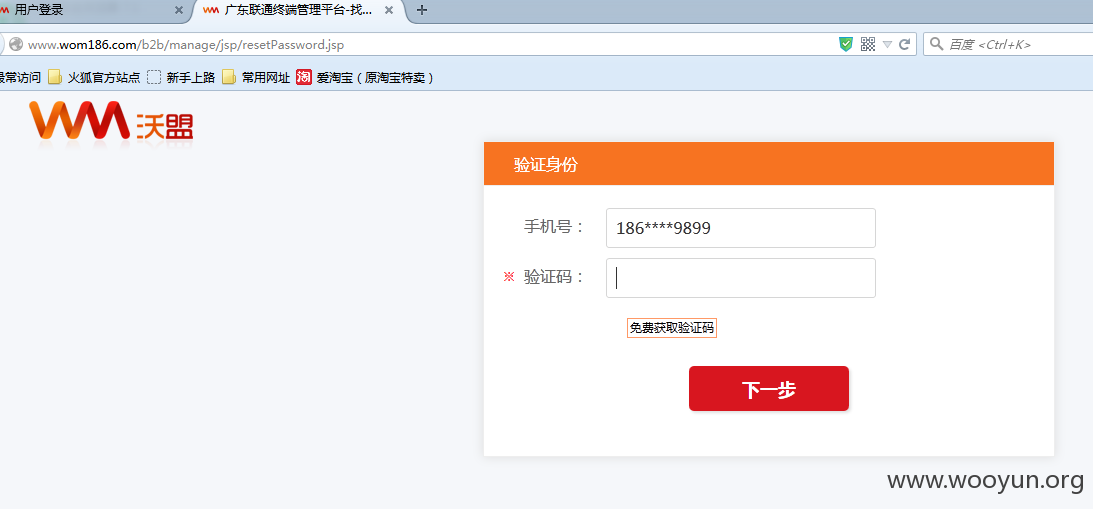 用户登录
广东联通终端管理平台-找...
www.wom186.com/b2b/manage/jsp/resetPassword.jsp
百度 <Ctrl+K>
最常访问 火狐官方站点 新手上路 常用网址 淘 爱淘宝（原淘宝特卖）
WM 沃盟
验证身份
手机号： 186****9899
※ 验证码：
免费获取验证码
下一步
www.wooyun.org